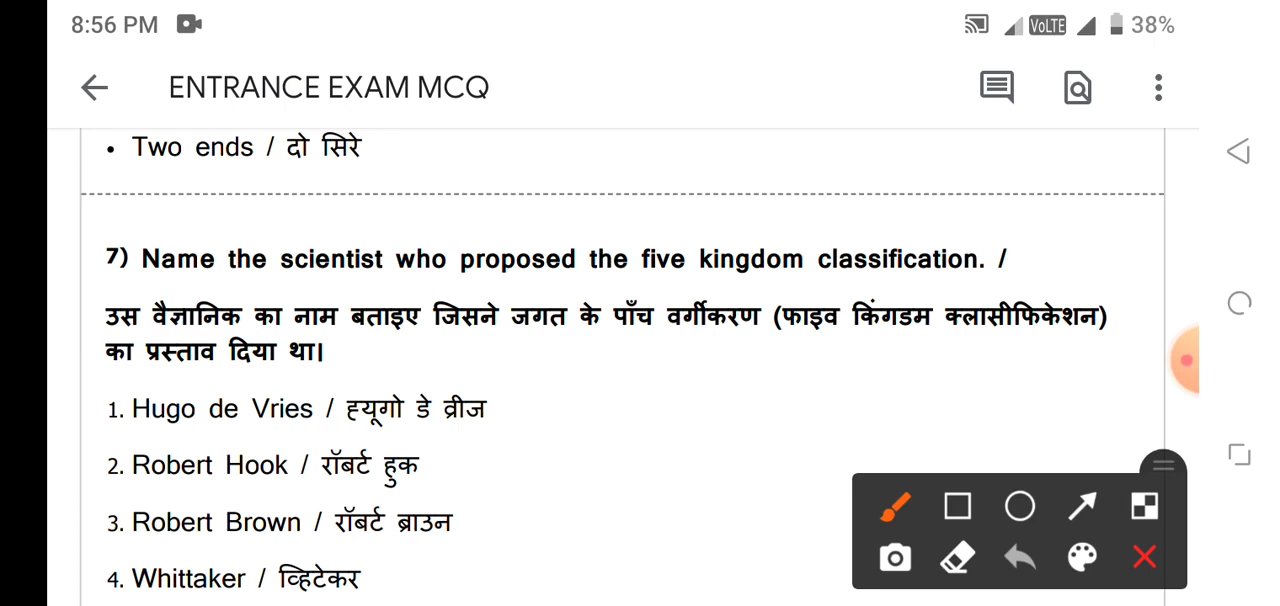 8:56 PM VoLTE 38%
ENTRANCE EXAM MCQ
• Two ends / दो सिरे
7) Name the scientist who proposed the five kingdom classification. /
उस वैज्ञानिक का नाम बताइए जिसने जगत के पाँच वर्गीकरण (फाइव किंगडम क्लासीफिकेशन)
का प्रस्ताव दिया था।
1. Hugo de Vries / ह्यूगो डे व्रीज
2. Robert Hook / रॉबर्ट हुक
3. Robert Brown / रॉबर्ट ब्राउन
4. Whittaker / व्हिटेकर